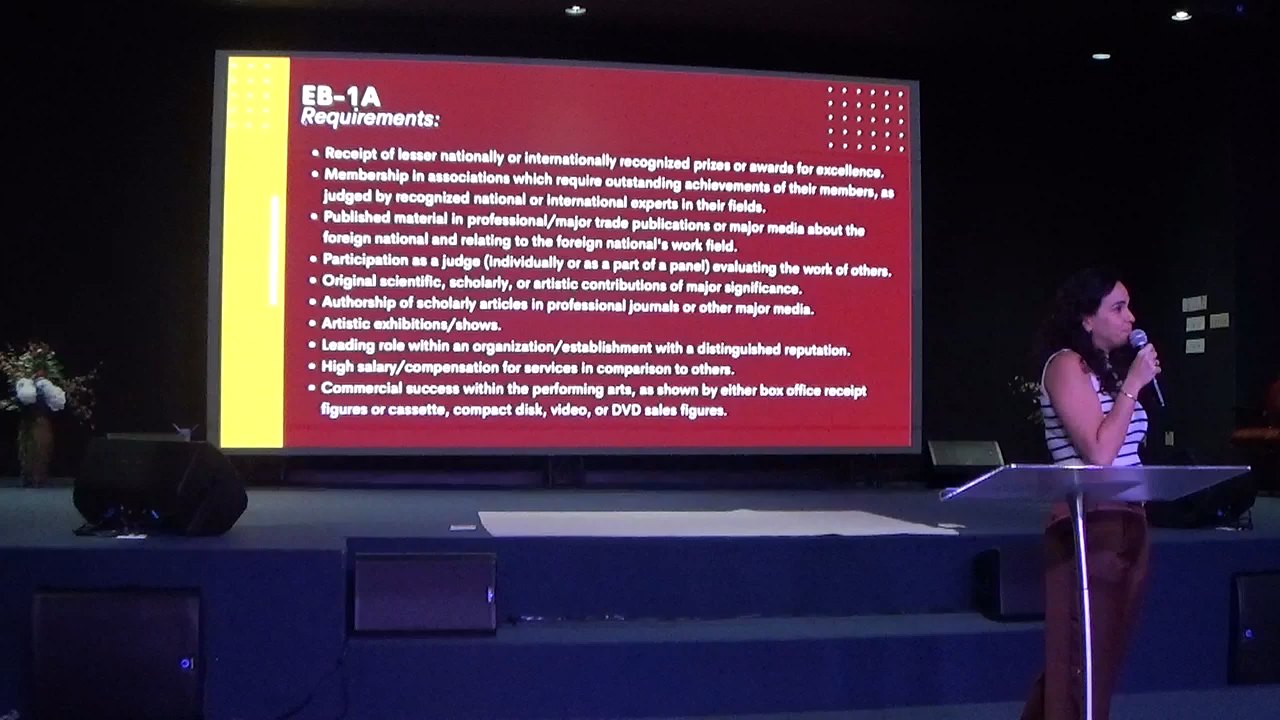 EB-1A
Requirements:
• Receipt of lesser nationally or internationally recognized prizes or awards for excellence.
• Membership in associations which require outstanding achievements of their members, as
judged by recognized national or international experts in their fields.
• Published material in professional/major trade publications or major media about the
foreign national and relating to the foreign national's work field.
• Participation as a judge (individually or as a part of a panel) evaluating the work of others.
• Original scientific, scholarly, or artistic contributions of major significance.
• Authorship of scholarly articles in professional journals or other major media.
• Artistic exhibitions/shows.
• Leading role within an organization/establishment with a distinguished reputation.
• High salary/compensation for services in comparison to others.
• Commercial success within the performing arts, as shown by either box office receipt
figures or cassette, compact disk, video, or DVD sales figures.